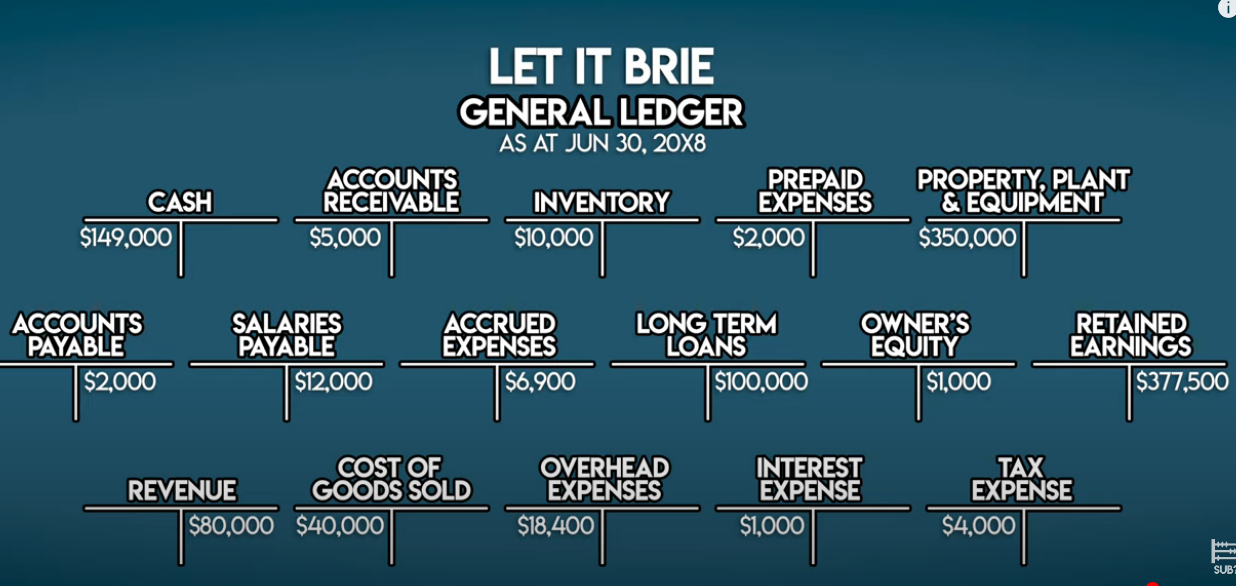 i
LET IT BRIE
GENERAL LEDGER
AS AT JUN 30, 20X8
CASH
$149,000
ACCOUNTS
RECEIVABLE
$5,000
INVENTORY
$10,000
PREPAID
EXPENSES
$2,000
PROPERTY, PLANT
& EQUIPMENT
$350,000
ACCOUNTS
PAYABLE
$2,000
SALARIES
PAYABLE
$12,000
ACCRUED
EXPENSES
$6,900
LONG TERM
LOANS
$100,000
OWNER'S
EQUITY
$1,000
RETAINED
EARNINGS
$377,500
REVENUE
$80,000
COST OF
GOODS SOLD
$40,000
OVERHEAD
EXPENSES
$18,400
INTEREST
EXPENSE
$1,000
TAX
EXPENSE
$4,000